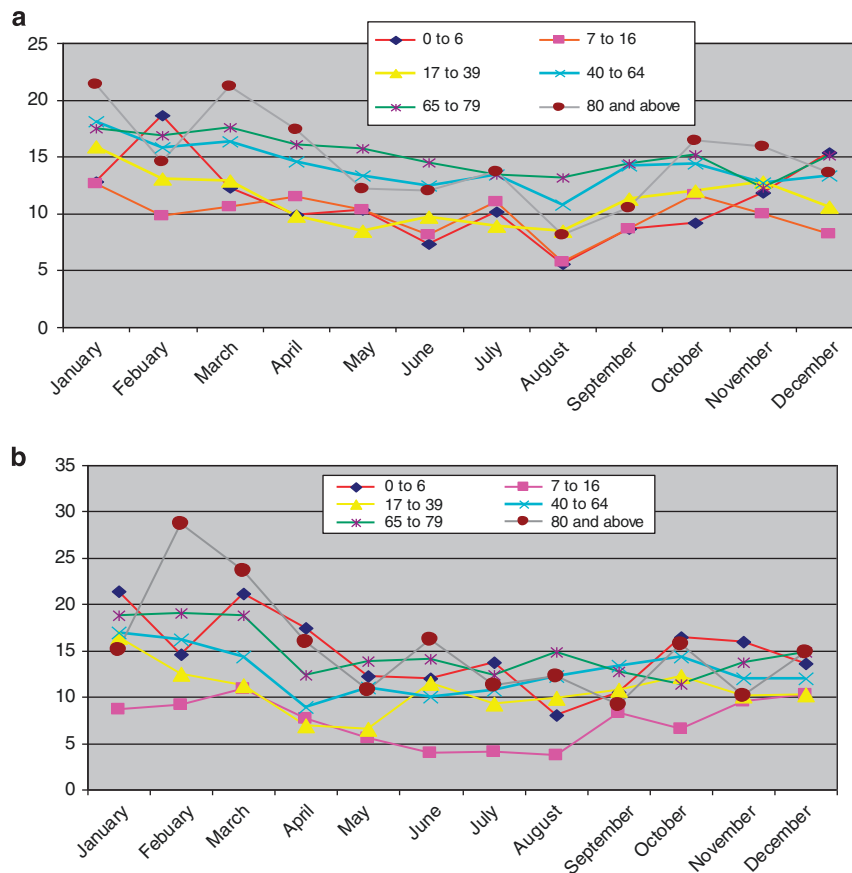 a
0 to 6
7 to 16
17 to 39
40 to 64
65 to 79
80 and above
25
20
15
10
5
0
January
Febuary
March
April
May
June
July
August
September
October
November
December
b
0 to 6
7 to 16
17 to 39
40 to 64
65 to 79
80 and above
35
30
25
20
15
10
5
0
January
Febuary
March
April
May
June
July
August
September
October
November
December